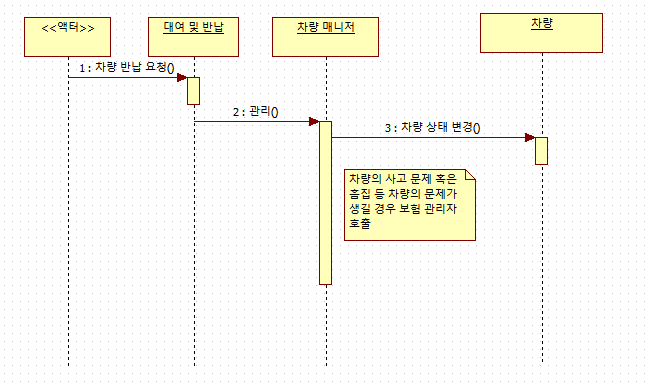 <<액터>>
대여 및 반납
차량 매니저
차량
1 : 차량 반납 요청()
2 : 관리()
3 : 차량 상태 변경()
차량의 사고 문제 혹은
흠집 등 차량의 문제가
생길 경우 보험 관리자
호출